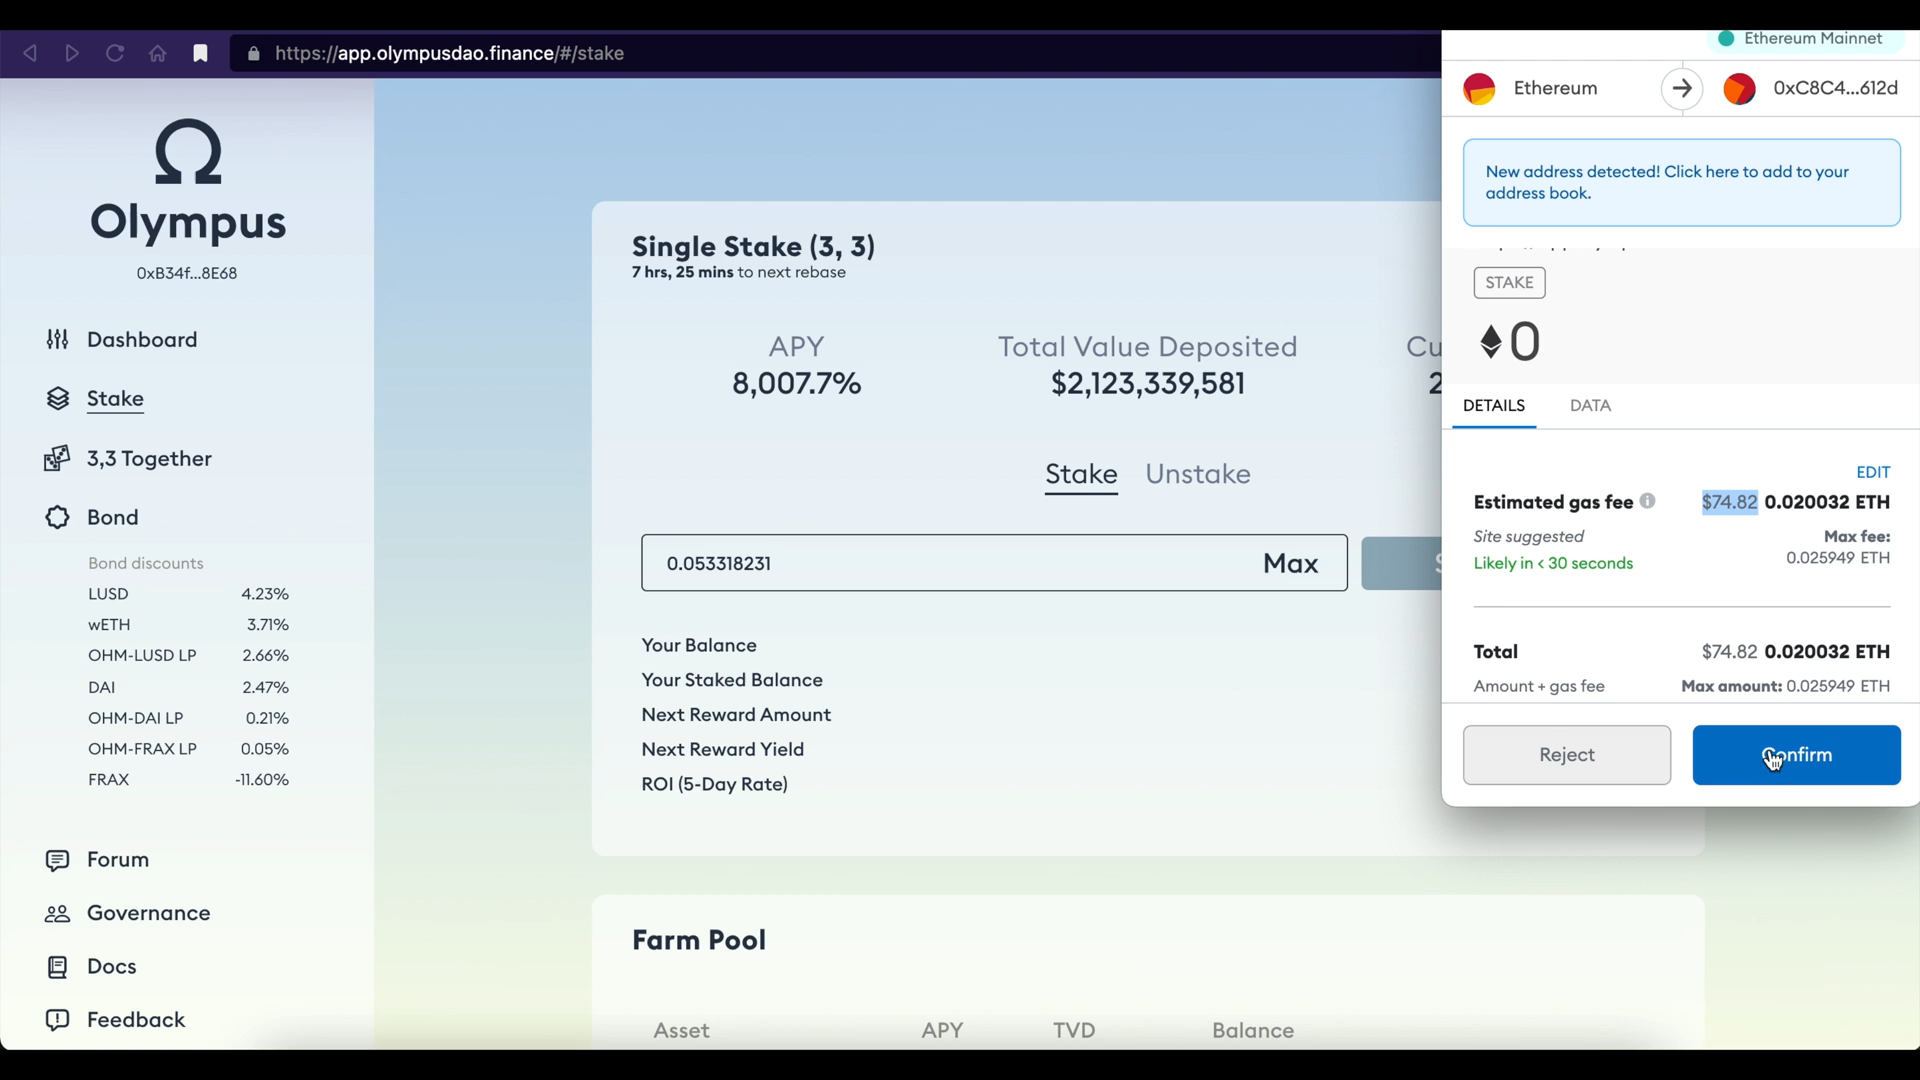 https://app.olympusdao.finance/#/stake
Olympus
0xB34f...8E68
Dashboard
Stake
3,3 Together
Bond
Bond discounts
LUSD 4.23%
wETH 3.71%
OHM-LUSD LP 2.66%
DAI 2.47%
OHM-DAI LP 0.21%
OHM-FRAX LP 0.05%
FRAX -11.60%
Forum
Governance
Docs
Feedback
Single Stake (3, 3)
7 hrs, 25 mins to next rebase
APY
8,007.7%
Total Value Deposited
$2,123,339,581
Cu
2
Stake Unstake
0.053318231 Max
Your Balance
Your Staked Balance
Next Reward Amount
Next Reward Yield
ROI (5-Day Rate)
Farm Pool
Asset APY TVD Balance
Ethereum Mainnet
Ethereum 0xC8C4...612d
New address detected! Click here to add to your
address book.
STAKE
0
DETAILS DATA
EDIT
Estimated gas fee $74.82 0.020032 ETH
Site suggested Max fee:
Likely in < 30 seconds 0.025949 ETH
Total $74.82 0.020032 ETH
Amount + gas fee Max amount: 0.025949 ETH
Reject Confirm